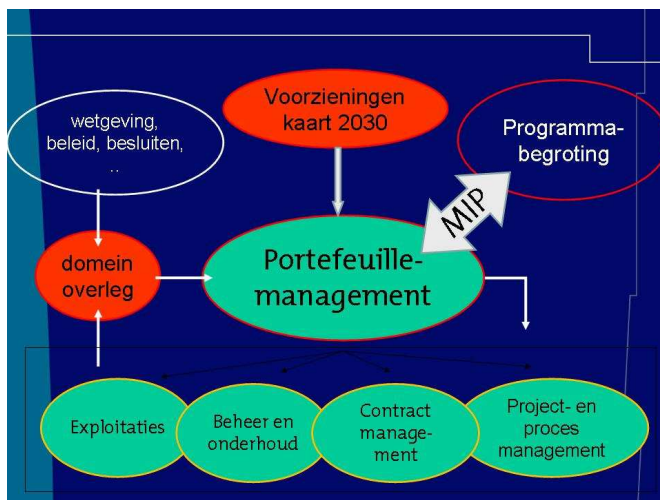 wetgeving,
beleid, besluiten,
..
Voorzieningen
kaart 2030
Programma-
begroting
MIP
domein
overleg
Portefeuille-
management
Exploitaties
Beheer en
onderhoud
Contract
manage-
ment
Project- en
proces
management